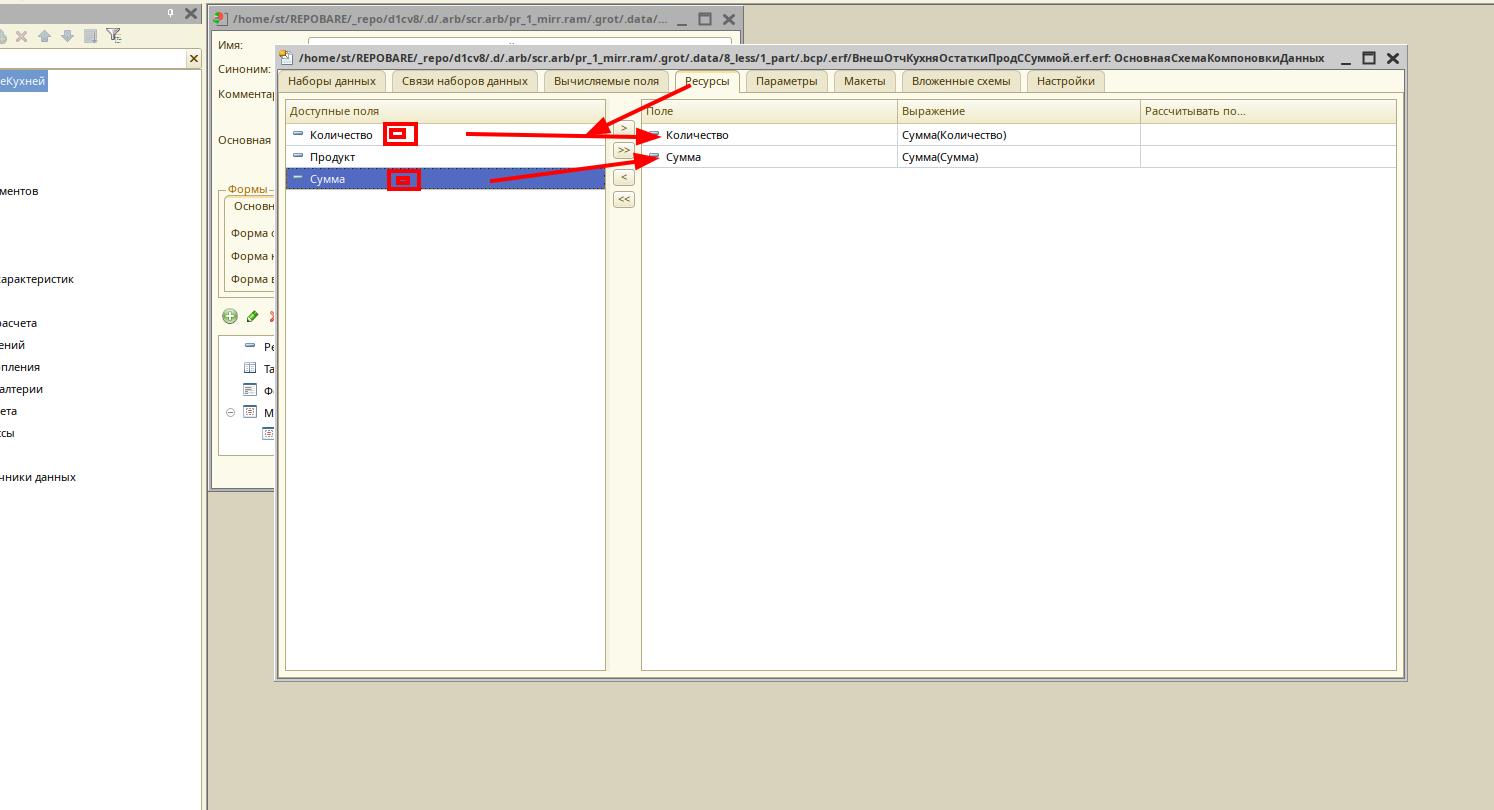 /home/st/REPOBARE/_repo/d1cv8/.d/.arb/scr.arb/pr_1_mirr.ram/.grot/.data/...
Имя:
/home/st/REPOBARE/_repo/d1cv8/.d/.arb/scr.arb/pr_1_mirr.ram/.grot/.data/8_less/1_part/.bcp/.erf/ВнешОтчКухняОстаткиПродССуммой.erf.erf: ОсновнаяСхемаКомпоновкиДанных
Синоним:
Наборы данных Связи наборов данных Вычисляемые поля Ресурсы Параметры Макеты Вложенные схемы Настройки
еКухней
Комментар
Доступные поля Поле Выражение Рассчитывать по...
Количество > Количество Сумма(Количество)
Основная
Продукт >> Сумма Сумма(Сумма)
Сумма <
<<
ментов
Формы
Основн
Форма о
Форма н
Форма в
арактеристик
расчета
ений
Ре
пления
Та
алтерии
Ф
ета
М
сы
чники данных